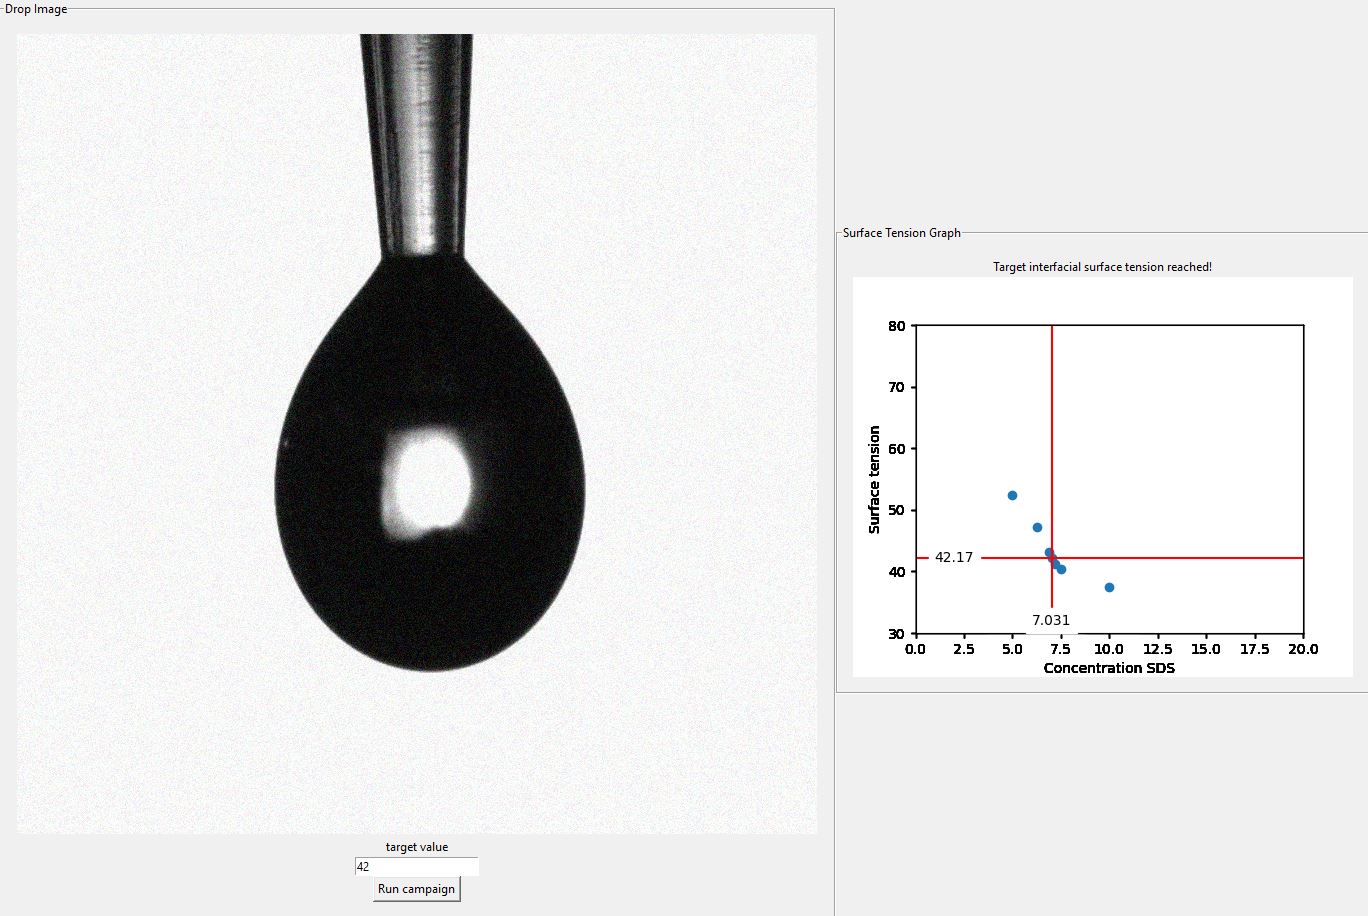 Drop Image
target value
42
Run campaign
Surface Tension Graph
Target interfacial surface tension reached!
80
70
60
50
40
30
Surface tension
42.17
7.031
0.0 2.5 5.0 7.5 10.0 12.5 15.0 17.5 20.0
Concentration SDS